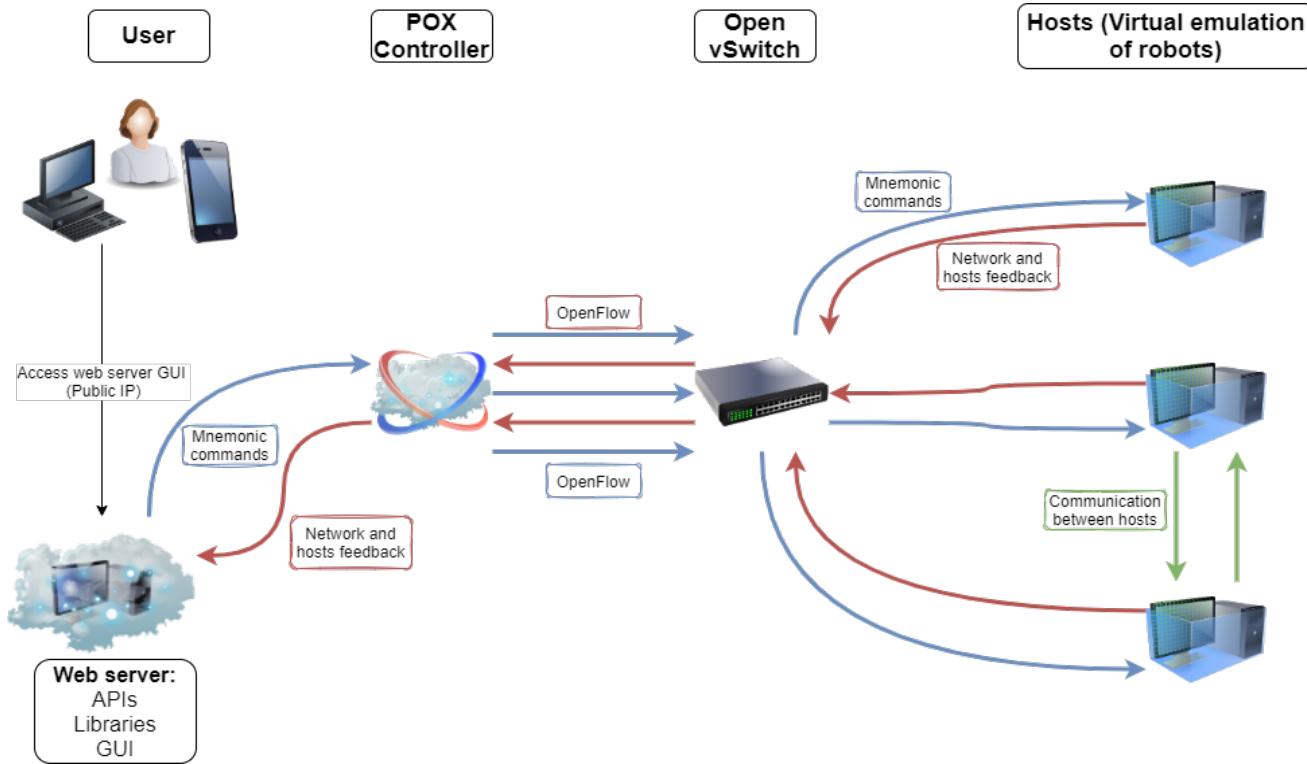 User
POX
Controller
Open
vSwitch
Hosts (Virtual emulation
of robots)
Mnemonic
commands
Network and
hosts feedback
OpenFlow
Access web server GUI
(Public IP)
Mnemonic
commands
OpenFlow
Communication
between hosts
Network and
hosts feedback
Web server:
APIs
Libraries
GUI